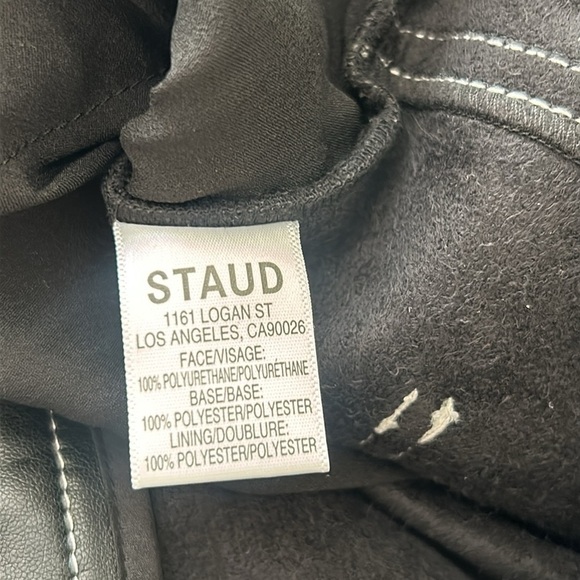 STAUD
1161 LOGAN ST
LOS ANGELES, CA90026
FACE/VISAGE:
100% POLYURETHANE/POLYURÉTHANE
BASE/BASE:
100% POLYESTER/POLYESTER
LINING/DOUBLURE:
100% POLYESTER/POLYESTER